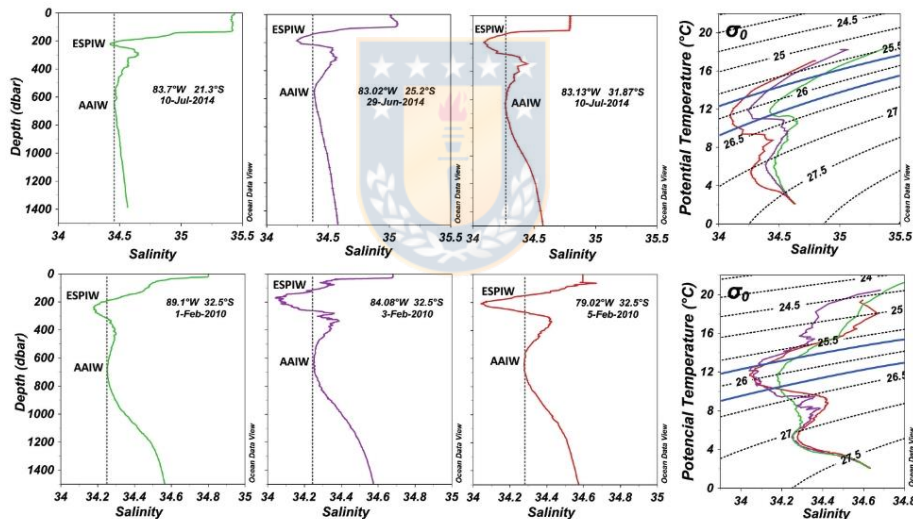 0
200
400
600
800
1000
1200
1400
Depth (dbar)
ESPIW
AAIW
83.7°W 21.3°S
10-Jul-2014
34
34.5
35
35.5
Salinity
Ocean Data View
ESPIW
AAIW
83.02°W 25.2°S
29-Jun-2014
34
34.5
35
35.5
Salinity
Ocean Data View
ESPIW
AAIW
83.13°W 31.87°S
10-Jul-2014
34
34.5
35
35.5
Salinity
Ocean Data View
Potential Temperature (°C)
20
16
12
8
4
0
σ0
24.5
25
25.5
26
26.5
27
27.5
34
34.5
35
35.5
Salinity
Ocean Data View
0
200
400
600
800
1000
1200
1400
Depth (dbar)
ESPIW
AAIW
89.1°W 32.5°S
1-Feb-2010
34
34.2
34.4
34.6
34.8
35
Salinity
Ocean Data View
ESPIW
AAIW
84.08°W 32.5°S
3-Feb-2010
34
34.2
34.4
34.6
34.8
35
Salinity
Ocean Data View
ESPIW
AAIW
79.02°W 32.5°S
5-Feb-2010
34
34.2
34.4
34.6
34.8
35
Salinity
Ocean Data View
Potencial Temperature (°C)
20
16
12
8
4
0
σ0
24
24.5
25
25.5
26
26.5
27
27.5
34
34.2
34.4
34.6
34.8
Salinity
Ocean Data View